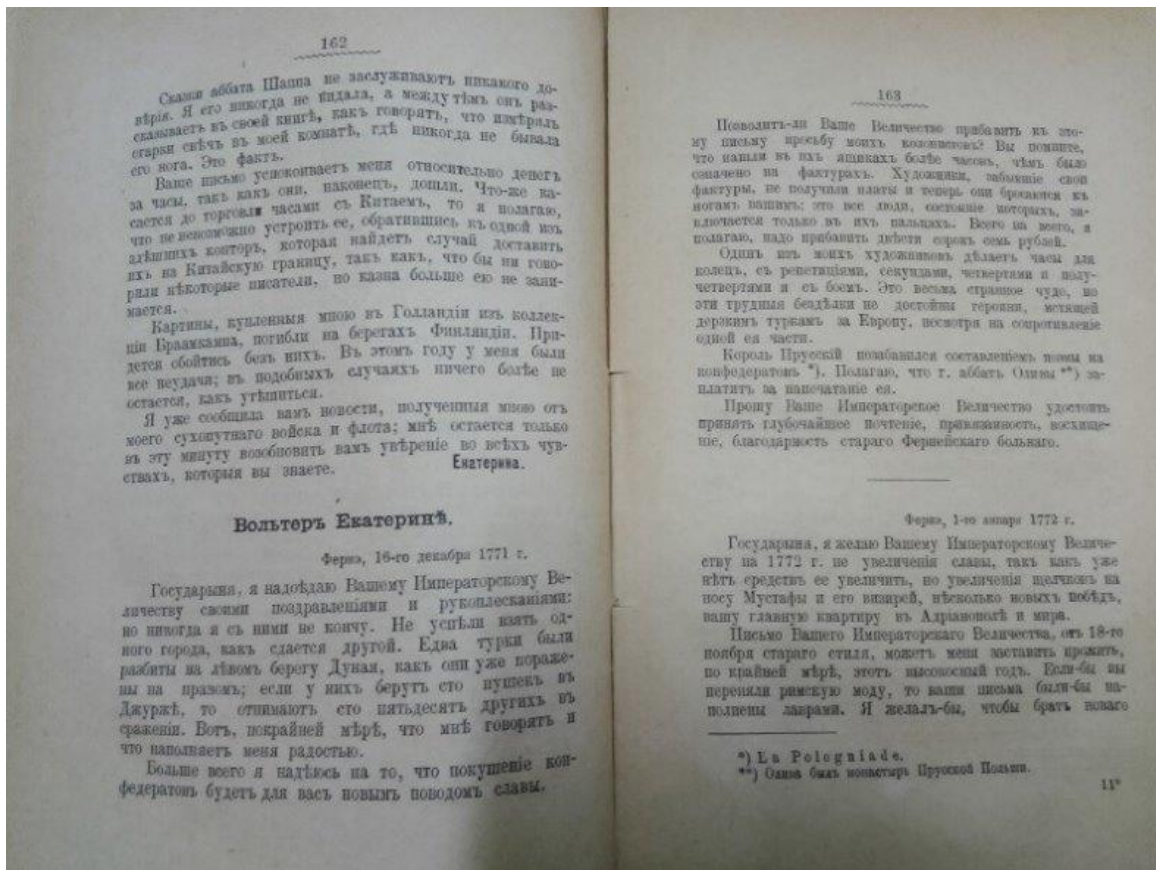 162
Сказки аббата Шаппа не заслуживаютъ никакого до-
вѣрія. Я его никогда не видала, а между тѣмъ онъ раз-
сказываетъ въ своей книгѣ, какъ говорятъ, что измѣрялъ
огарки свѣчъ въ моей комнатѣ, гдѣ никогда не бывала
его нога. Это фактъ.
Ваше письмо успокоиваетъ меня относительно денегъ
за часы, такъ какъ они, наконецъ, дошли. Что-же ка-
сается до торговли часами съ Китаемъ, то я полагаю,
что не невозможно устроить ее, обратившись къ одной изъ
здѣшнихъ конторъ, которая найдетъ случай доставить
ихъ на Китайскую границу, такъ какъ, что бы ни гово-
рили нѣкоторые писатели, но казна больше ею не зани-
мается.
Картины, купленныя мною въ Голландіи изъ коллек-
ціи Браамкампа, погибли на берегахъ Финляндіи. При-
дется обойтись безъ нихъ. Въ этомъ году у меня были
все неудачи; въ подобныхъ случаяхъ ничего болѣе не
остается, какъ утѣшиться.
Я уже сообщила вамъ новости, полученныя мною отъ
моего сухопутнаго войска и флота; мнѣ остается только
въ эту минуту возобновить вамъ увѣреніе во всѣхъ чув-
ствахъ, которыя вы знаете.
Екатерина.
Вольтеръ Екатеринѣ.
Фернэ, 16-го декабря 1771 г.
Государыня, я надоѣдаю Вашему Императорскому Ве-
личеству своими поздравленіями и рукоплесканіями:
но никогда я съ ними не кончу. Не успѣли взять од-
ного города, какъ сдается другой. Едва турки были
разбиты на лѣвомъ берегу Дуная, какъ они уже пораже-
ны на правомъ; если у нихъ берутъ сто пушекъ въ
Джуржѣ, то отнимаютъ сто пятьдесятъ другихъ въ
сраженіи. Вотъ, покрайней мѣрѣ, что мнѣ говорятъ и
что наполняетъ меня радостью.
Больше всего я надѣюсь на то, что покушеніе кон-
федератовъ будетъ для васъ новымъ поводомъ славы.
163
Позволитъ-ли Ваше Величество прибавить къ это-
му письму просьбу моихъ колонистовъ? Вы помните,
что нашли въ ихъ ящикахъ болѣе часовъ, чѣмъ было
означено на фактурахъ. Художники, забывшіе свои
фактуры, не получили платы и теперь они бросаются къ
ногамъ вашимъ; это все люди, состояніе которыхъ, за-
ключается только въ ихъ пальцахъ. Всего на всего, я
полагаю, надо прибавить двѣсти сорокъ семь рублей.
Одинъ изъ моихъ художниковъ дѣлаетъ часы для
колецъ, съ репетиціями, секундами, четвертями и полу-
четвертями и съ боемъ. Это весьма странное чудо, но
эти трудныя бездѣлки не достойны героини, мстящей
дерзкимъ туркамъ за Европу, несмотря на сопротивленіе
одной ея части.
Король Прусскій позабавился составленіемъ поэмы на
конфедератовъ *). Полагаю, что г. аббатъ Оливы **) за-
платитъ за напечатаніе ея.
Прошу Ваше Императорское Величество удостоить
принять глубочайшее почтеніе, привязанность, восхище-
ніе, благодарность стараго Фернейскаго больнаго.
Фернэ, 1-го января 1772 г.
Государыня, я желаю Вашему Императорскому Величе-
ству на 1772 г. не увеличенія славы, такъ какъ уже
нѣтъ средствъ ее увеличить, но увеличенія щелчковъ на
носу Мустафы и его визирей, нѣсколько новыхъ побѣдъ,
вашу главную квартиру въ Адріанополѣ и мира.
Письмо Вашего Императорскаго Величества, отъ 18-го
ноября стараго стиля, можетъ меня заставить прожить,
по крайней мѣрѣ, этотъ высокосный годъ. Если-бы вы
переняли римскую моду, то ваши письма были-бы на-
полнены лаврами. Я желалъ-бы, чтобы братъ новаго
*) La Pologniade.
**) Олива былъ монастырь Прусской Польши.
11*